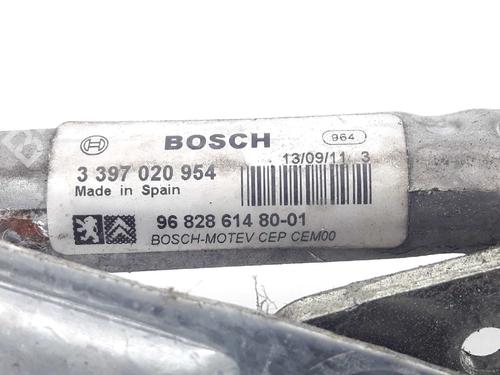 BOSCH 964
3 397 020 954 13/09/11 3
Made in Spain
96 828 614 80-01
BOSCH-MOTEV CEP CEM00